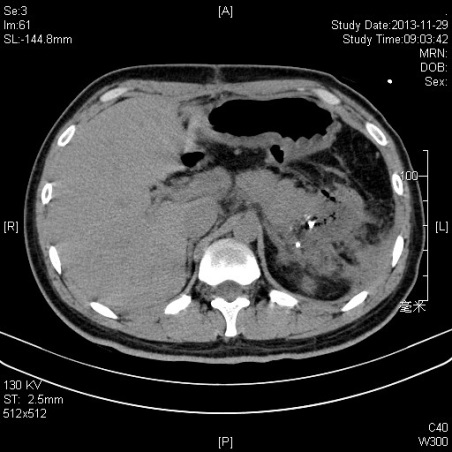 Se:3
Im:61
SL:-144.8mm
[A]
Study Date:2013-11-29
Study Time:09:03:42
MRN:
DOB:
Sex:
100
[R]
[L]
毫米
130 KV
ST: 2.5mm
512x512
[P]
C40
W300